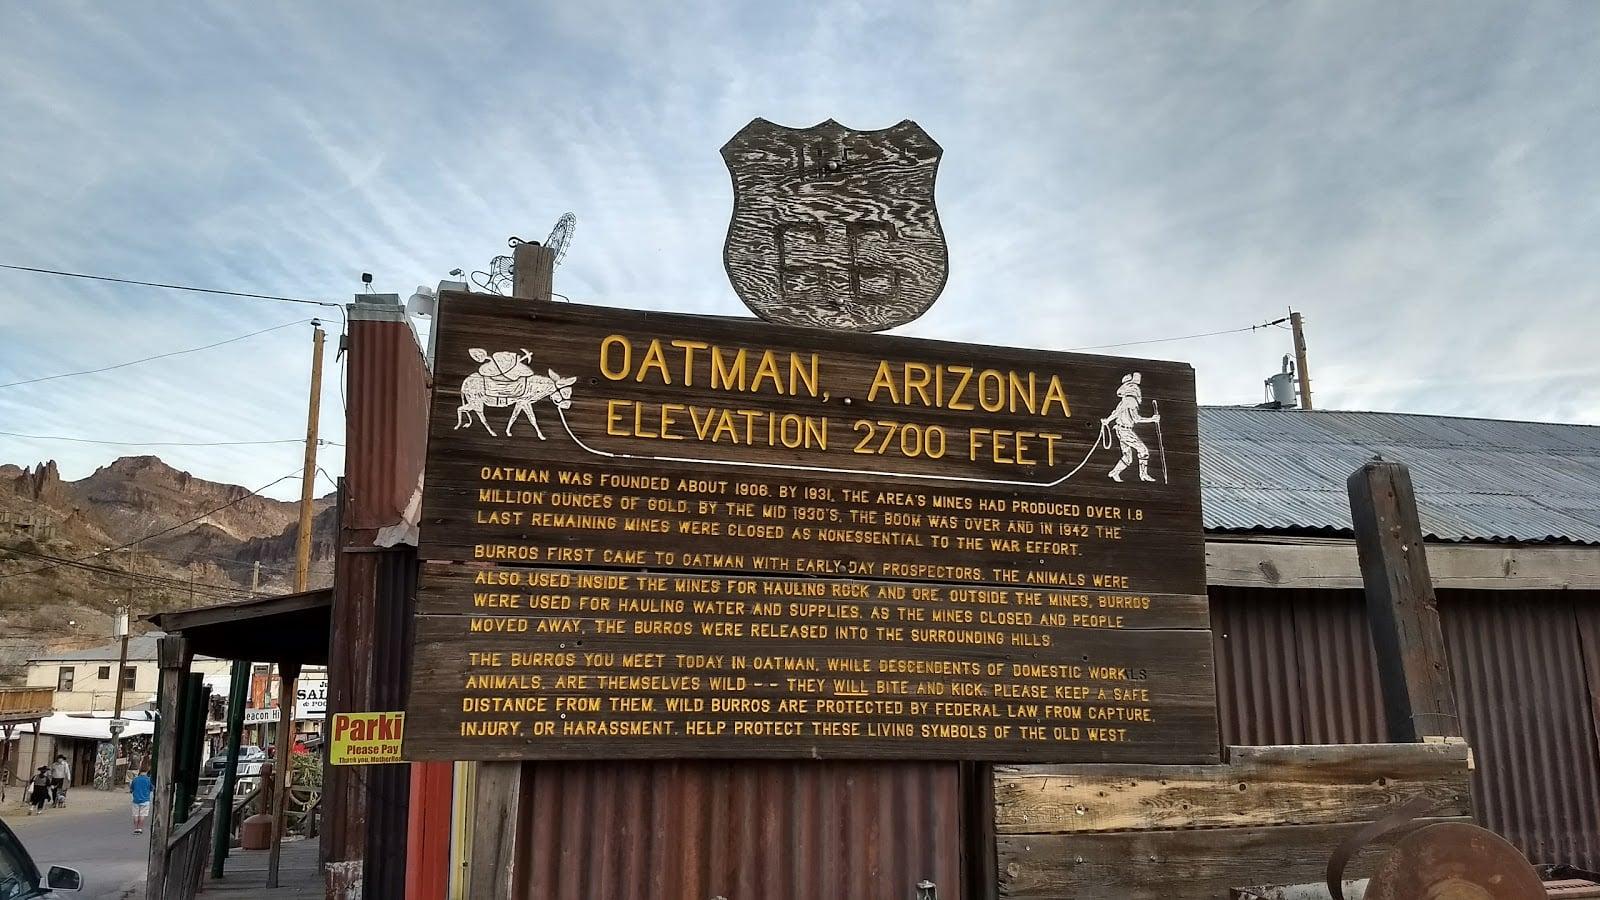 66
OATMAN, ARIZONA
ELEVATION 2700 FEET
OATMAN WAS FOUNDED ABOUT 1906. BY 1931, THE AREA'S MINES HAD PRODUCED OVER 1.8
MILLION OUNCES OF GOLD. BY THE MID 1930'S, THE BOOM WAS OVER AND IN 1942 THE
LAST REMAINING MINES WERE CLOSED AS NONESSENTIAL TO THE WAR EFFORT.
BURROS FIRST CAME TO OATMAN WITH EARLY DAY PROSPECTORS. THE ANIMALS WERE
ALSO USED INSIDE THE MINES FOR HAULING ROCK AND ORE. OUTSIDE THE MINES, BURROS
WERE USED FOR HAULING WATER AND SUPPLIES. AS THE MINES CLOSED AND PEOPLE
MOVED AWAY, THE BURROS WERE RELEASED INTO THE SURROUNDING HILLS.
THE BURROS YOU MEET TODAY IN OATMAN, WHILE DESCENDENTS OF DOMESTIC WORK
ANIMALS, ARE THEMSELVES WILD -- THEY WILL BITE AND KICK. PLEASE KEEP A SAFE
DISTANCE FROM THEM. WILD BURROS ARE PROTECTED BY FEDERAL LAW FROM CAPTURE,
INJURY, OR HARASSMENT. HELP PROTECT THESE LIVING SYMBOLS OF THE OLD WEST.
Parki
Please Pay
Thank you, MotherRoa